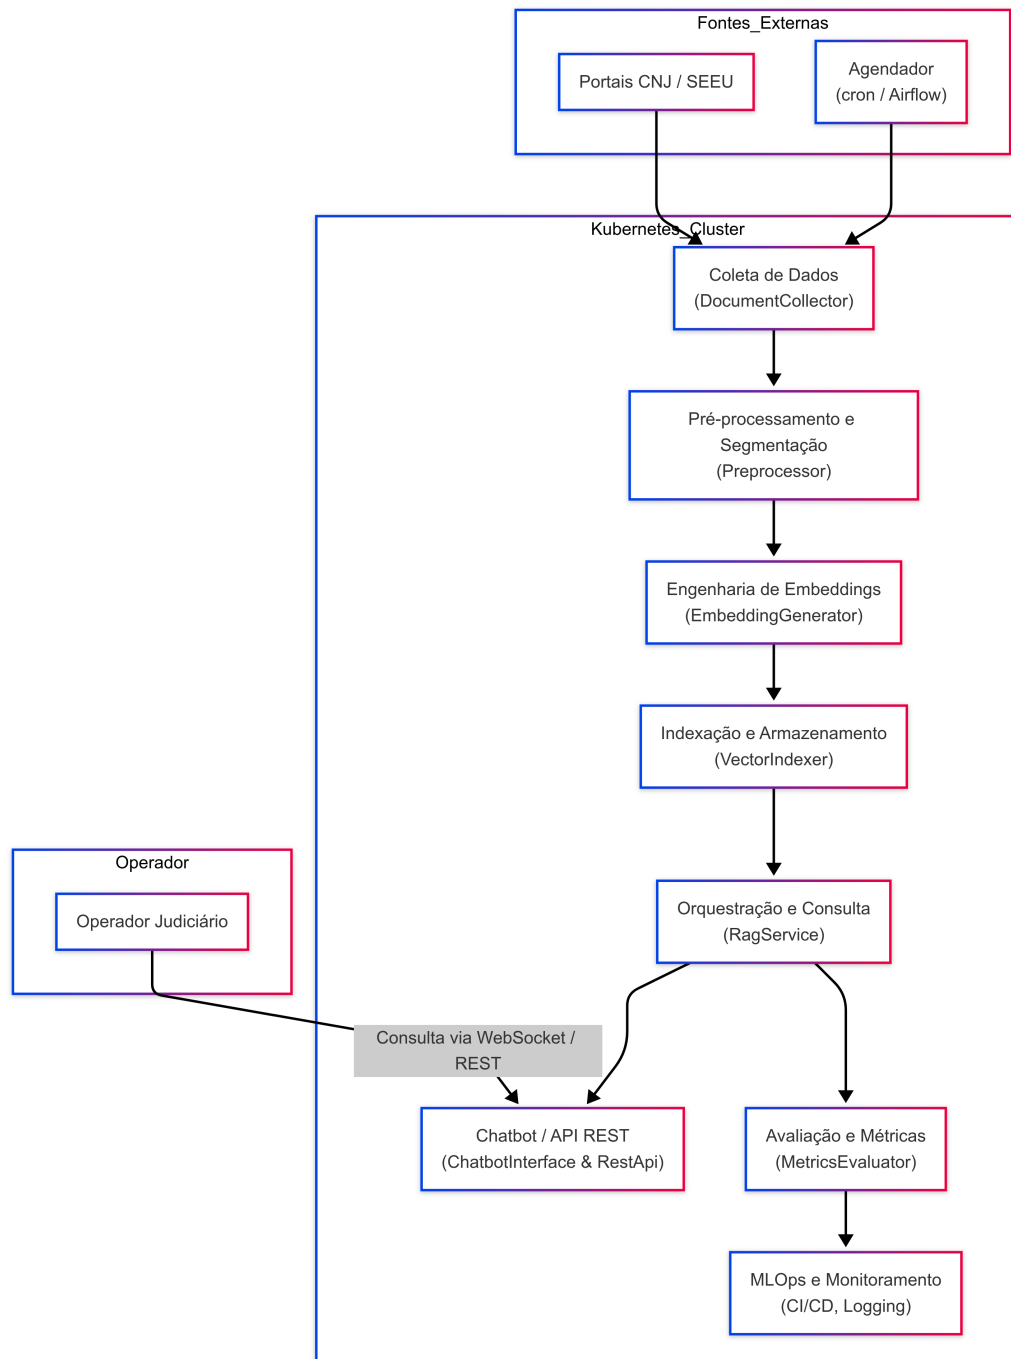 Fontes_Externas
Portais CNJ / SEEU
Agendador
(cron / Airflow)
Kubernetes_Cluster
Coleta de Dados
(DocumentCollector)
Pré-processamento e
Segmentação
(Preprocessor)
Engenharia de Embeddings
(EmbeddingGenerator)
Indexação e Armazenamento
(VectorIndexer)
Operador
Operador Judiciário
Orquestração e Consulta
(RagService)
Consulta via WebSocket /
REST
Chatbot / API REST
(ChatbotInterface & RestApi)
Avaliação e Métricas
(MetricsEvaluator)
MLOps e Monitoramento
(CI/CD, Logging)